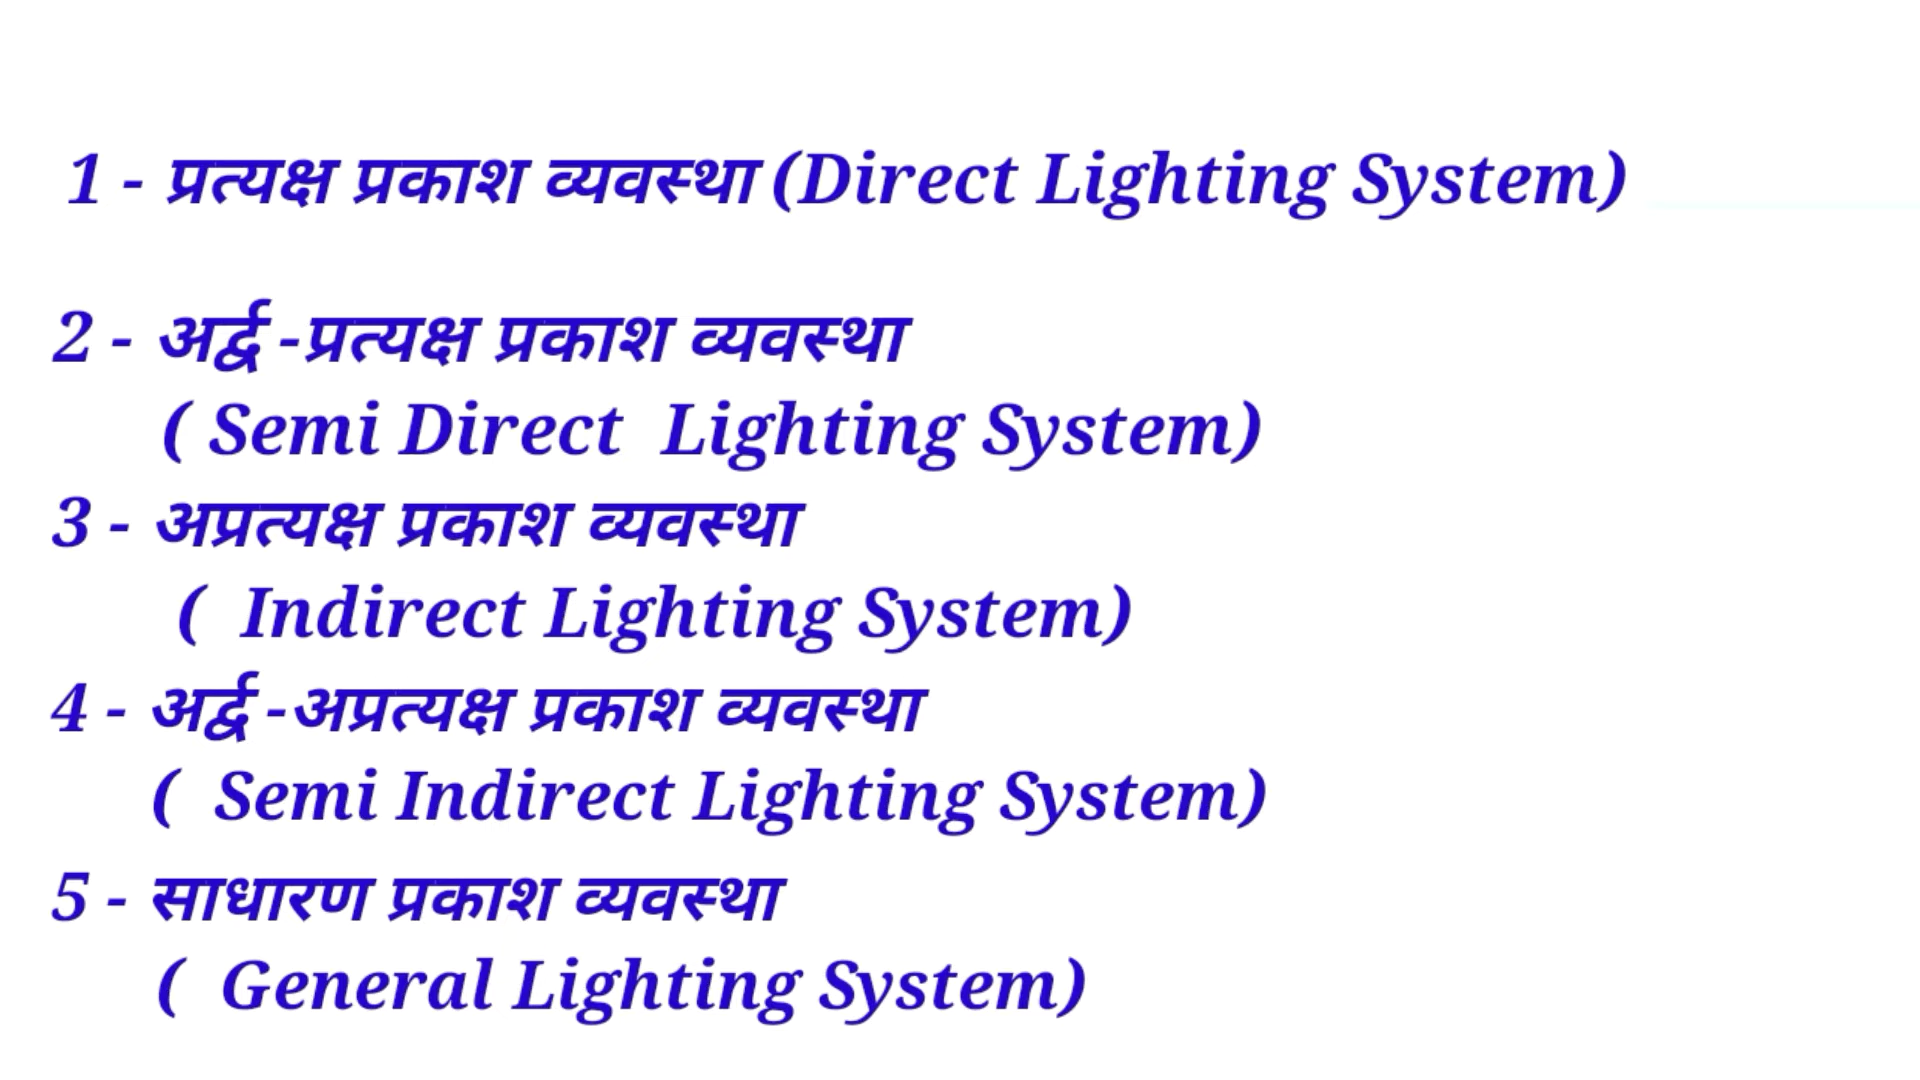 1 - प्रत्यक्ष प्रकाश व्यवस्था (Direct Lighting System)
2 - अर्द्व -प्रत्यक्ष प्रकाश व्यवस्था
( Semi Direct Lighting System)
3 - अप्रत्यक्ष प्रकाश व्यवस्था
( Indirect Lighting System)
4 - अर्द्व -अप्रत्यक्ष प्रकाश व्यवस्था
( Semi Indirect Lighting System)
5 - साधारण प्रकाश व्यवस्था
( General Lighting System)